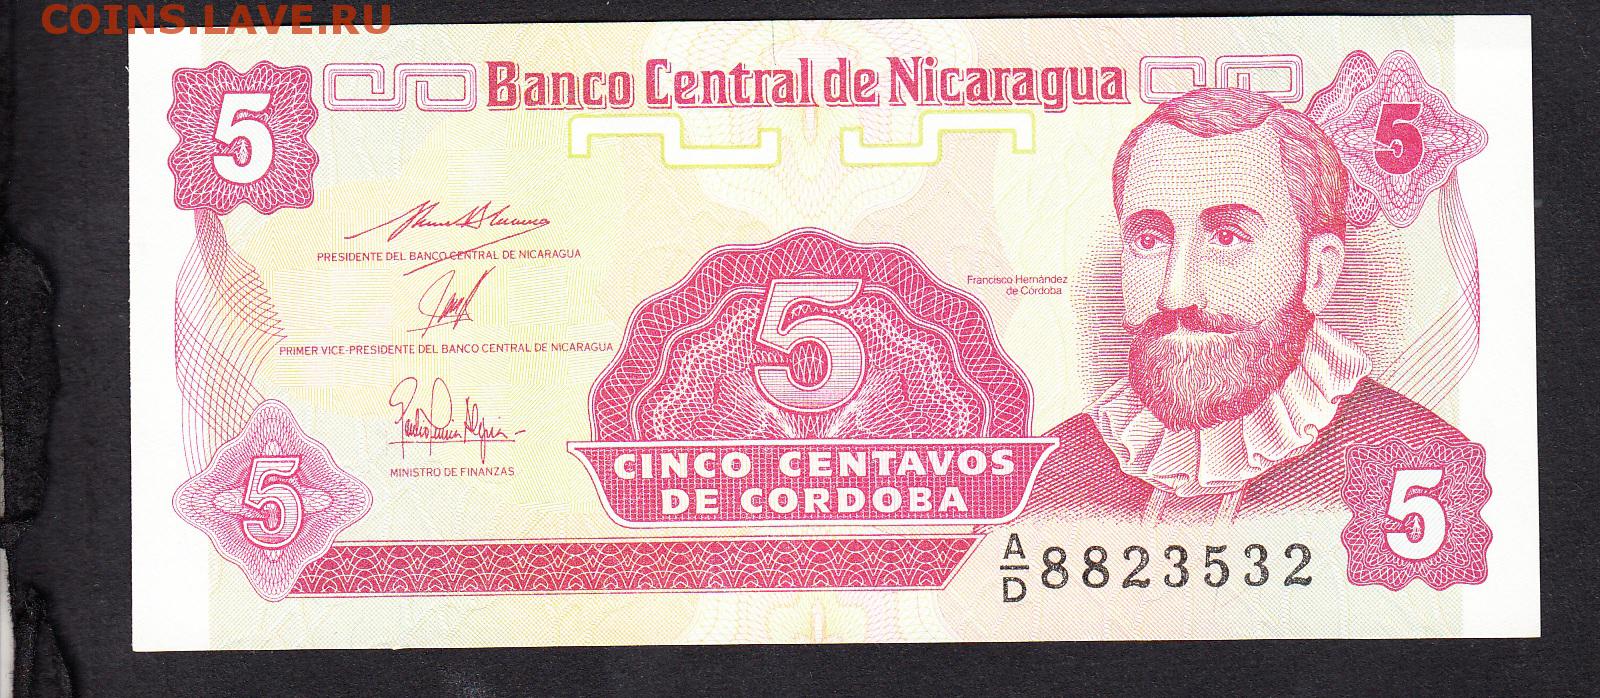 COINS.LAVE.RU
Banco Central de Nicaragua
5
5
PRESIDENTE DEL BANCO CENTRAL DE NICARAGUA
Francisco Hernández
de Córdoba
5
PRIMER VICE-PRESIDENTE DEL BANCO CENTRAL DE NICARAGUA
MINISTRO DE FINANZAS
CINCO CENTAVOS
DE CORDOBA
5
5
A/D 8823532